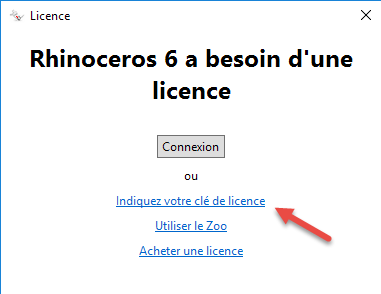 Licence
Rhinoceros 6 a besoin d'une
licence
Connexion
ou
Indiquez votre clé de licence
Utiliser le Zoo
Acheter une licence